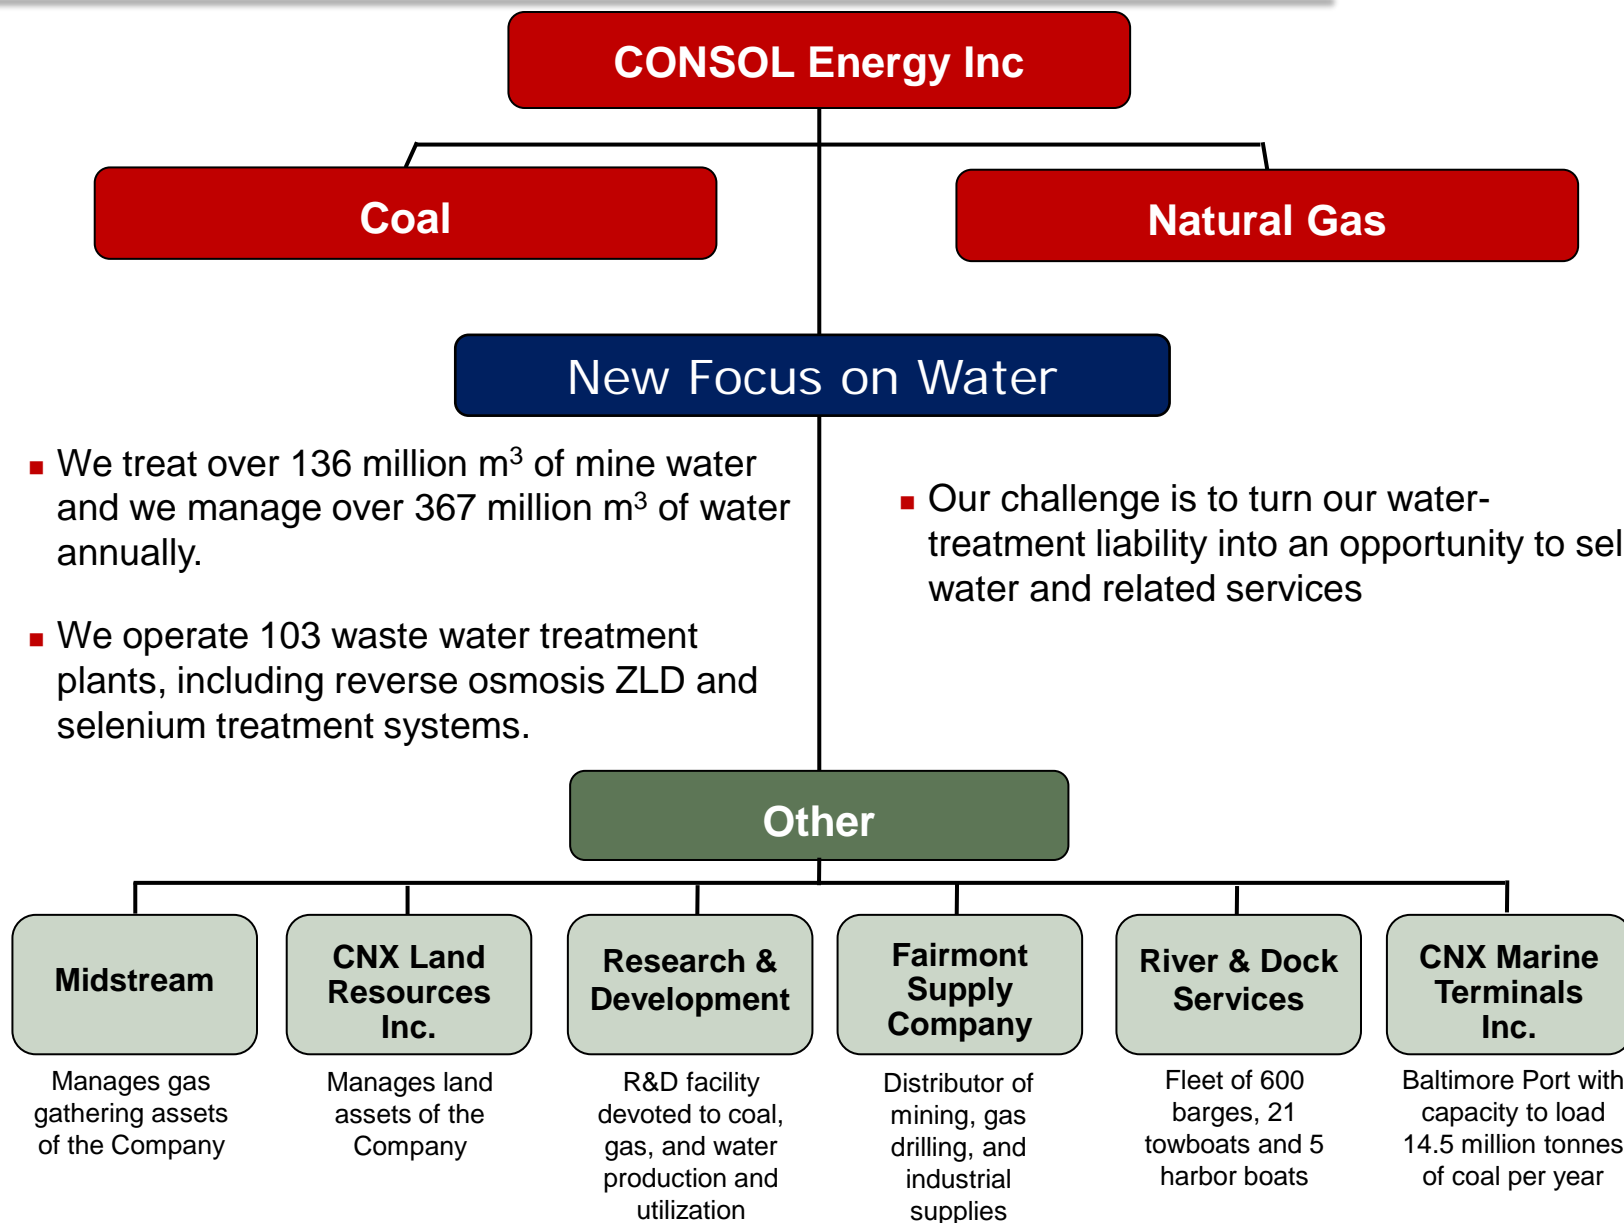 CONSOL Energy Inc
Coal
Natural Gas
New Focus on Water
▪ We treat over 136 million m³ of mine water
and we manage over 367 million m³ of water
annually.
▪ We operate 103 waste water treatment
plants, including reverse osmosis ZLD and
selenium treatment systems.
▪ Our challenge is to turn our water-
treatment liability into an opportunity to sel
water and related services
Other
Midstream
Manages gas
gathering assets
of the Company
CNX Land
Resources
Inc.
Manages land
assets of the
Company
Research &
Development
R&D facility
devoted to coal,
gas, and water
production and
utilization
Fairmont
Supply
Company
Distributor of
mining, gas
drilling, and
industrial
supplies
River & Dock
Services
Fleet of 600
barges, 21
towboats and 5
harbor boats
CNX Marine
Terminals
Inc.
Baltimore Port with
capacity to load
14.5 million tonnes
of coal per year